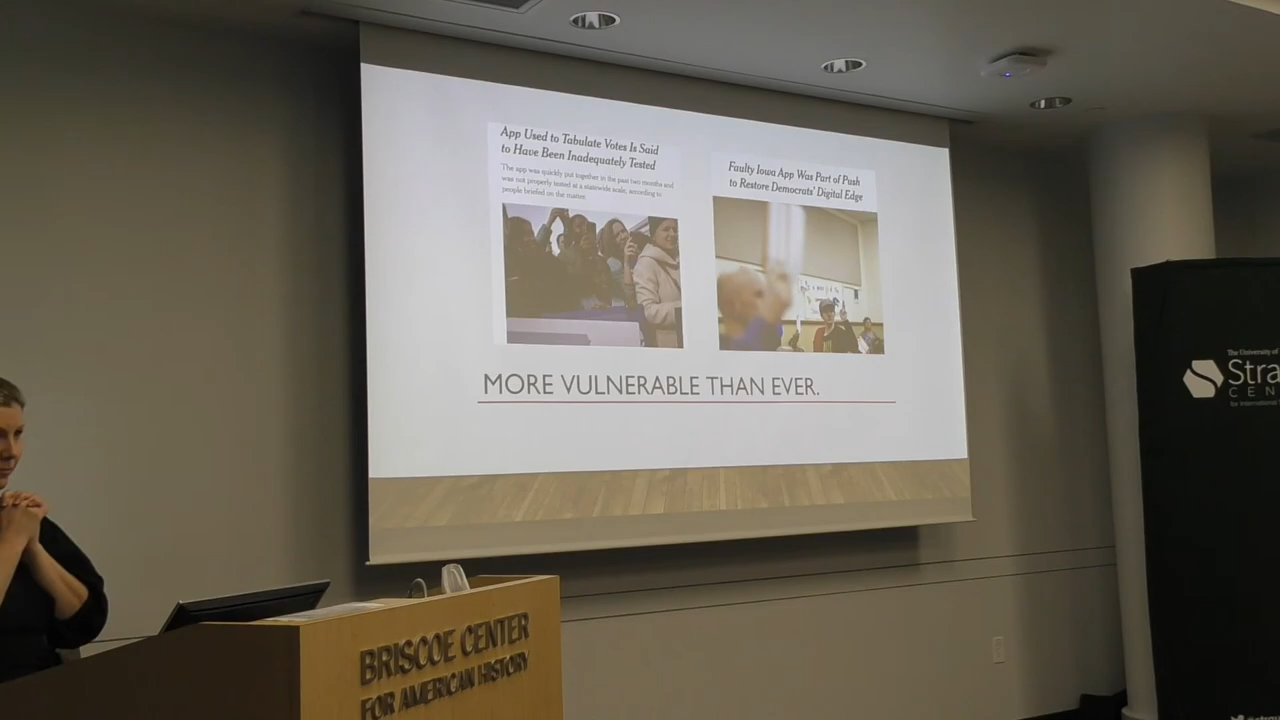 App Used to Tabulate Votes Is Said
to Have Been Inadequately Tested
The app was quickly put together in the past two months and
was not properly tested at a statewide scale, according to
people briefed on the matter.
Faulty Iowa App Was Part of Push
to Restore Democrats' Digital Edge
MORE VULNERABLE THAN EVER.
BRISCOE CENTER
FOR AMERICAN HISTORY
The University of
Stra
CEN
for International